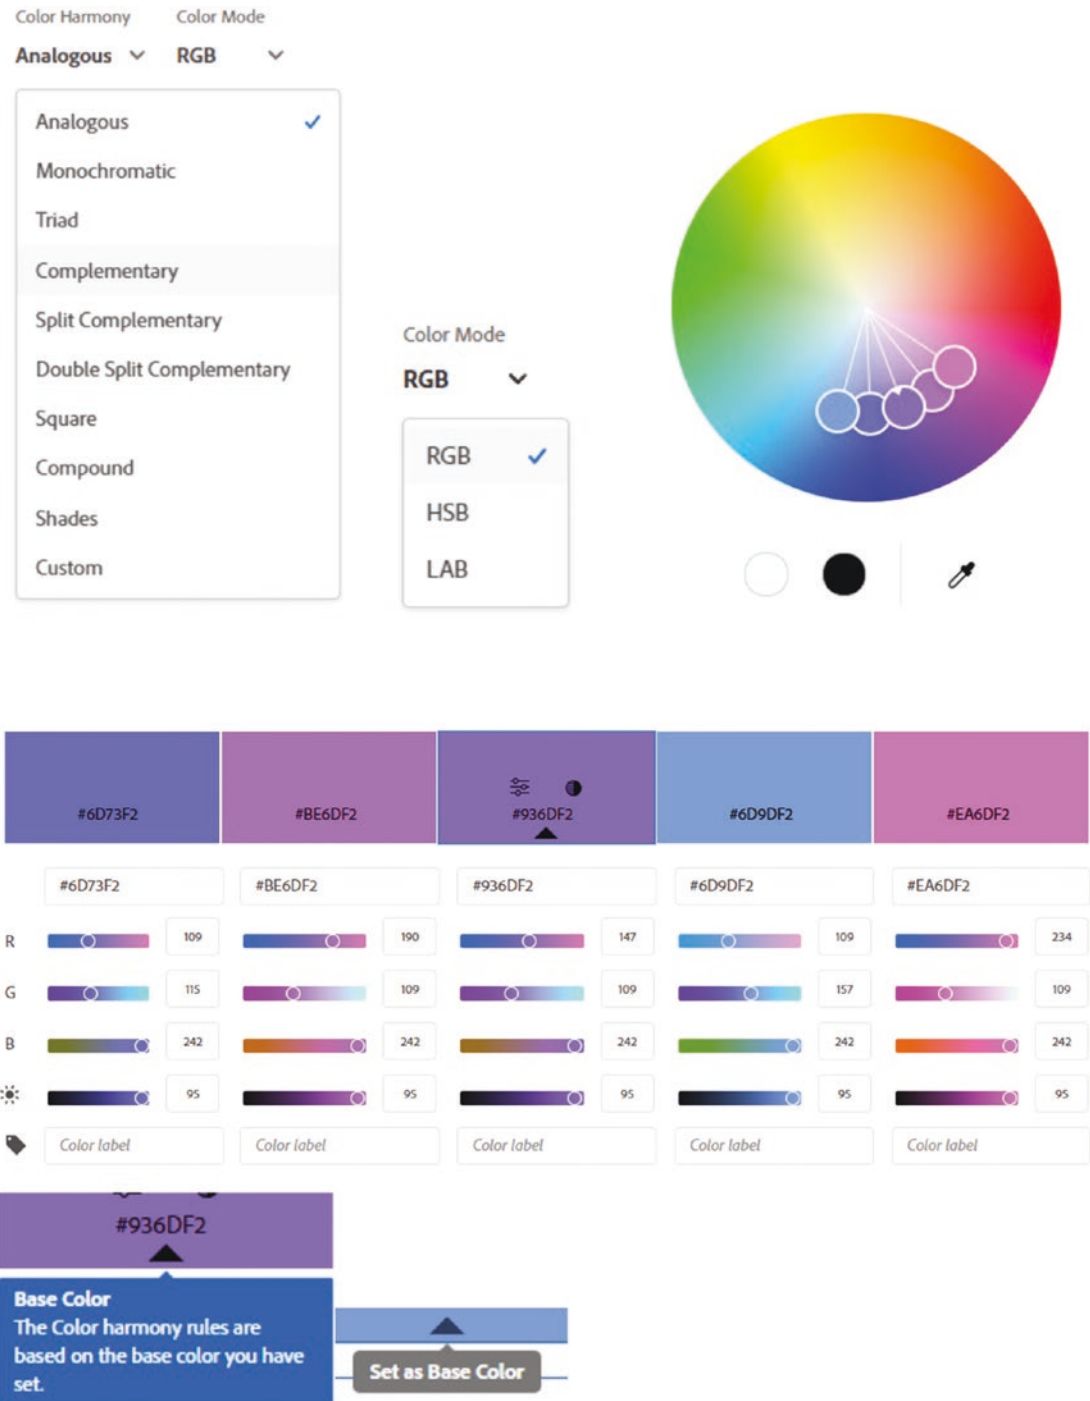 Color Harmony Color Mode
Analogous RGB
Analogous
Monochromatic
Triad
Complementary
Split Complementary
Double Split Complementary
Square
Compound
Shades
Custom
Color Mode
RGB
RGB
HSB
LAB
#6D73F2 #BE6DF2 #936DF2 #6D9DF2 #EA6DF2
#6D73F2 #BE6DF2 #936DF2 #6D9DF2 #EA6DF2
R 109 190 147 109 234
G 115 109 109 157 109
B 242 242 242 242 242
95 95 95 95 95
Color label Color label Color label Color label Color label
#936DF2
Base Color
The Color harmony rules are
based on the base color you have
set.
Set as Base Color